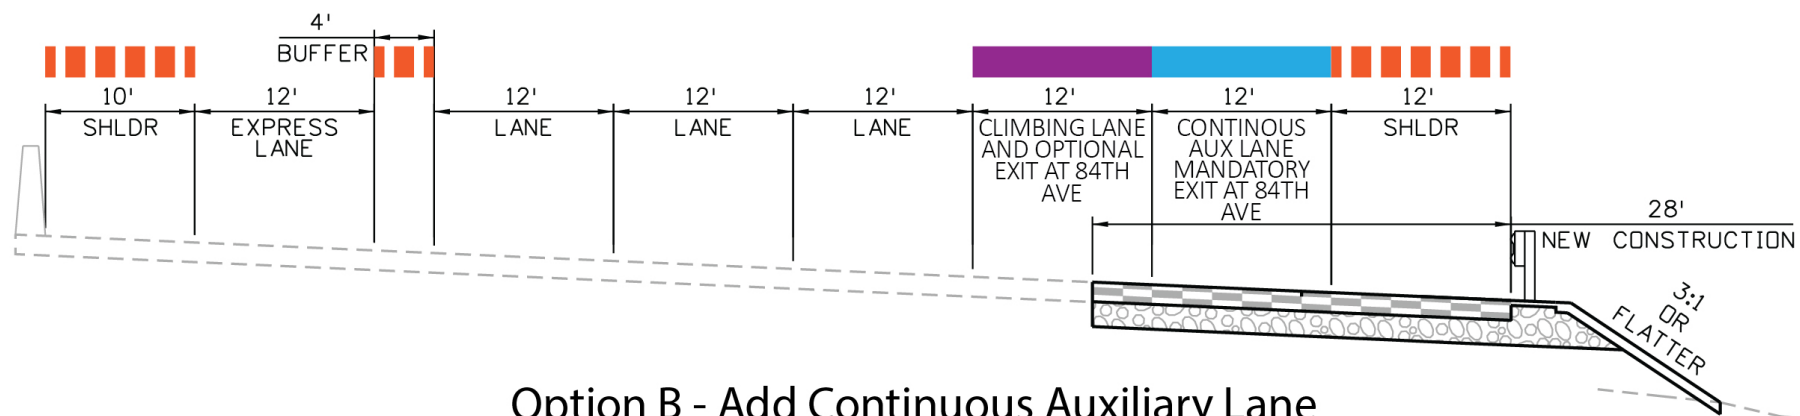 4'
BUFFER
10'
SHLDR
12'
EXPRESS
LANE
12'
LANE
12'
LANE
12'
LANE
12'
CLIMBING LANE
AND OPTIONAL
EXIT AT 84TH
AVE
12'
CONTINOUS
AUX LANE
MANDATORY
EXIT AT 84TH
AVE
12'
SHLDR
28'
NEW CONSTRUCTION
3:1
OR
FLATTER
Option B - Add Continuous Auxiliary Lane